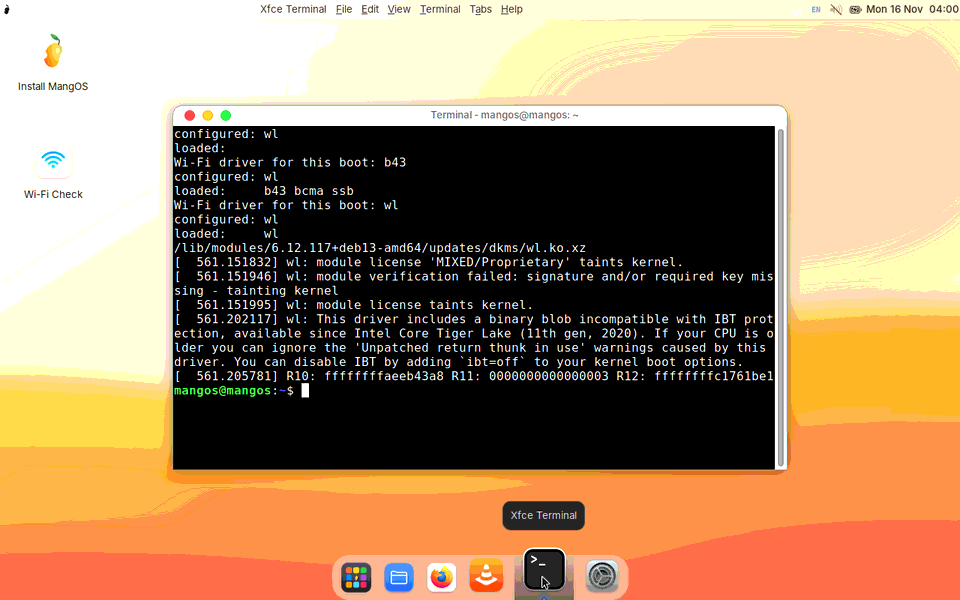 Xfce Terminal File Edit View Terminal Tabs Help EN Mon 16 Nov 04:00
Install MangOS
Wi-Fi Check
Terminal - mangos@mangos: ~
configured: wl
loaded:
Wi-Fi driver for this boot: b43
configured: wl
loaded:     b43 bcma ssb
Wi-Fi driver for this boot: wl
configured: wl
loaded:     wl
/lib/modules/6.12.117+deb13-amd64/updates/dkms/wl.ko.xz
[  561.151832] wl: module license 'MIXED/Proprietary' taints kernel.
[  561.151946] wl: module verification failed: signature and/or required key mis
sing - tainting kernel
[  561.151995] wl: module license taints kernel.
[  561.202117] wl: This driver includes a binary blob incompatible with IBT prot
ection, available since Intel Core Tiger Lake (11th gen, 2020). If your CPU is o
lder you can ignore the 'Unpatched return thunk in use' warnings caused by this
driver. You can disable IBT by adding `ibt=off` to your kernel boot options.
[  561.205781] R10: ffffffffaeeb43a8 R11: 0000000000000003 R12: ffffffffc1761be1
mangos@mangos:~$
Xfce Terminal
>_